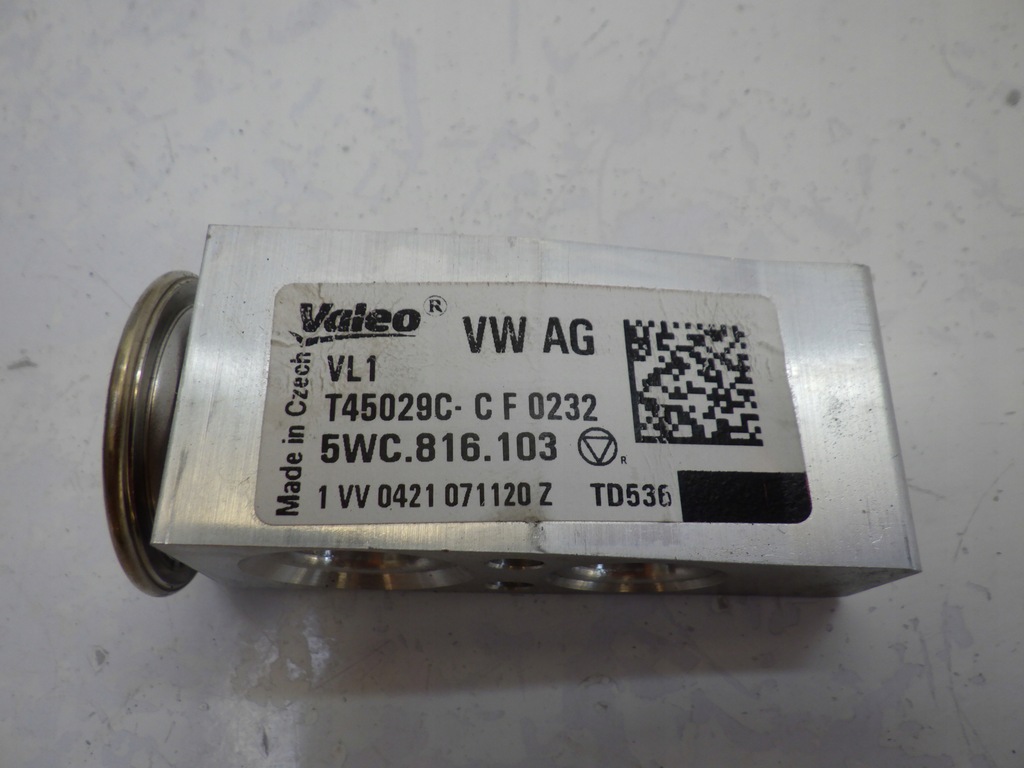 Valeo®
VW AG
VL1
T45029C- C F 0232
5WC.816.103 R
1 VV 0421 071120 Z TD536
Made in Czech